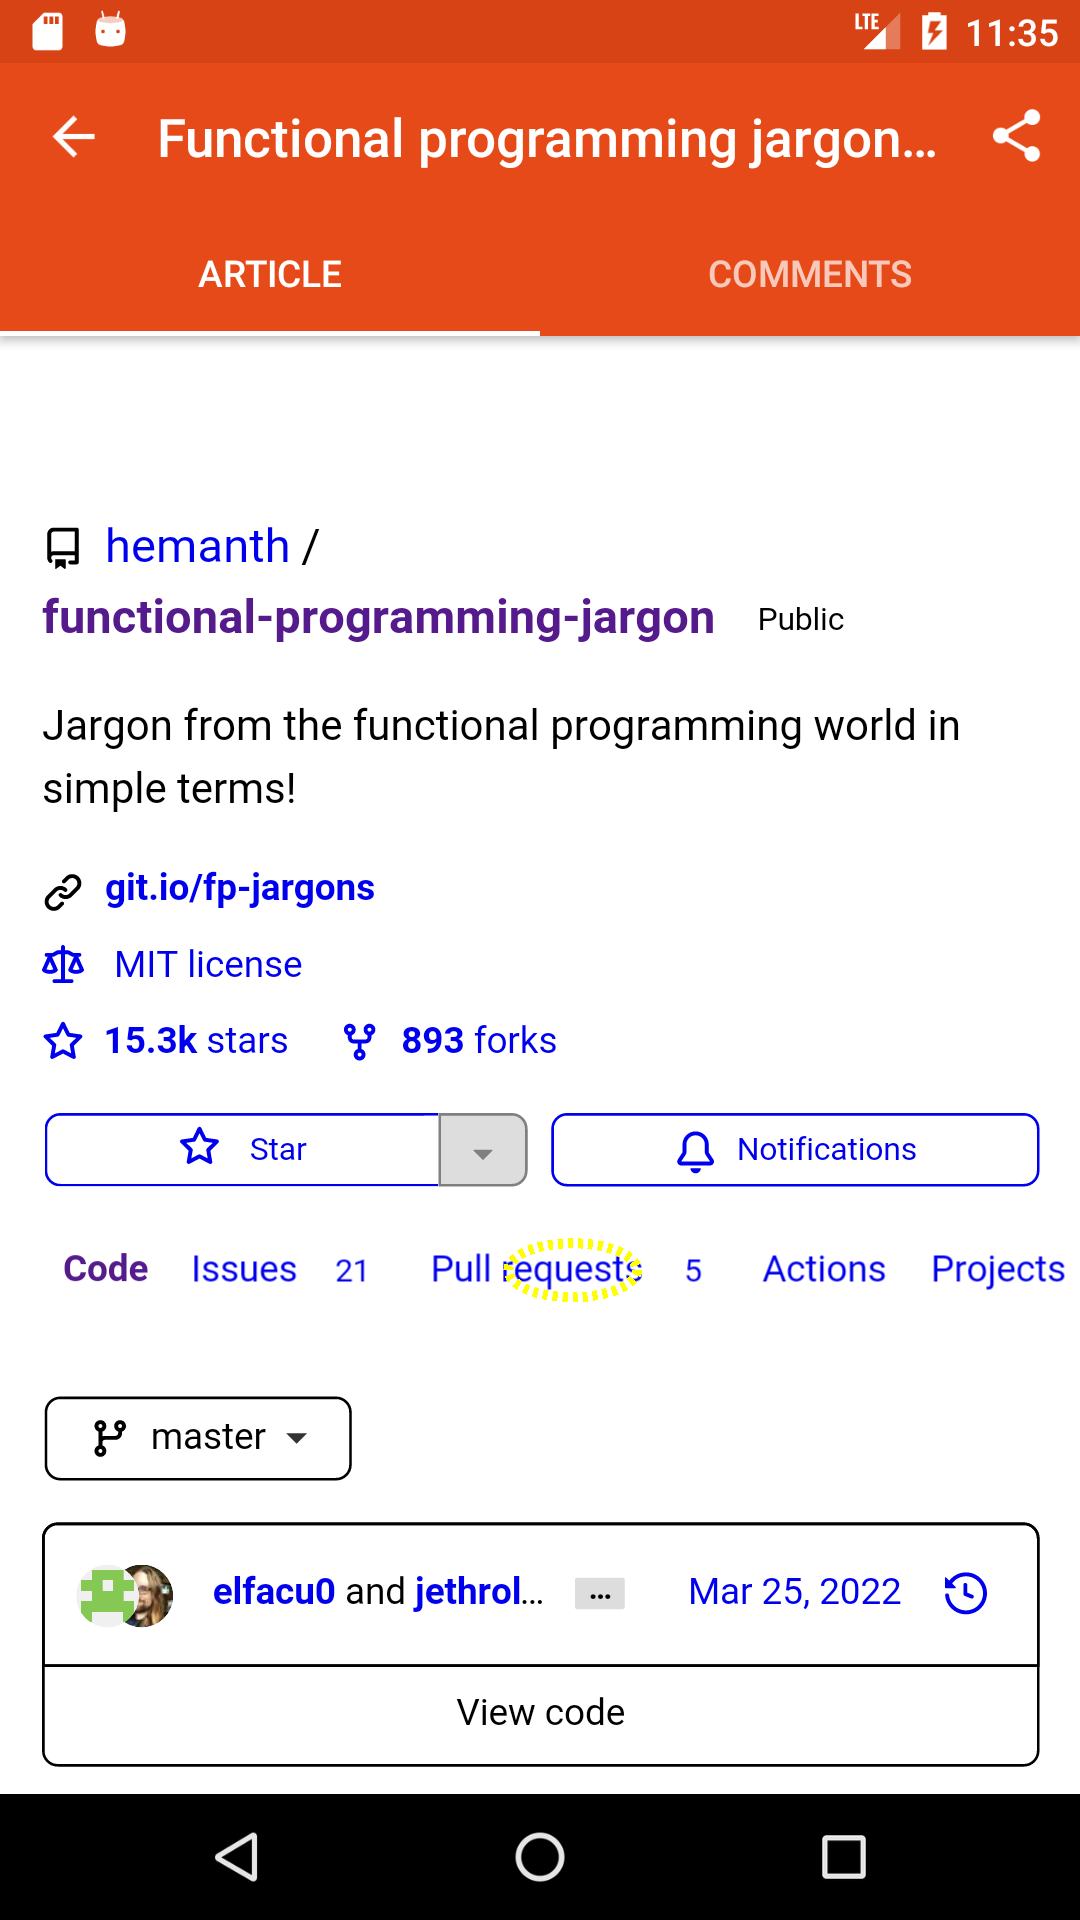 LTE 11:35
Functional programming jargon...
ARTICLE COMMENTS
hemanth /
functional-programming-jargon Public
Jargon from the functional programming world in
simple terms!
git.io/fp-jargons
MIT license
15.3k stars 893 forks
Star Notifications
Code Issues 21 Pull requests 5 Actions Projects
master
elfacu0 and jethrol... ... Mar 25, 2022
View code